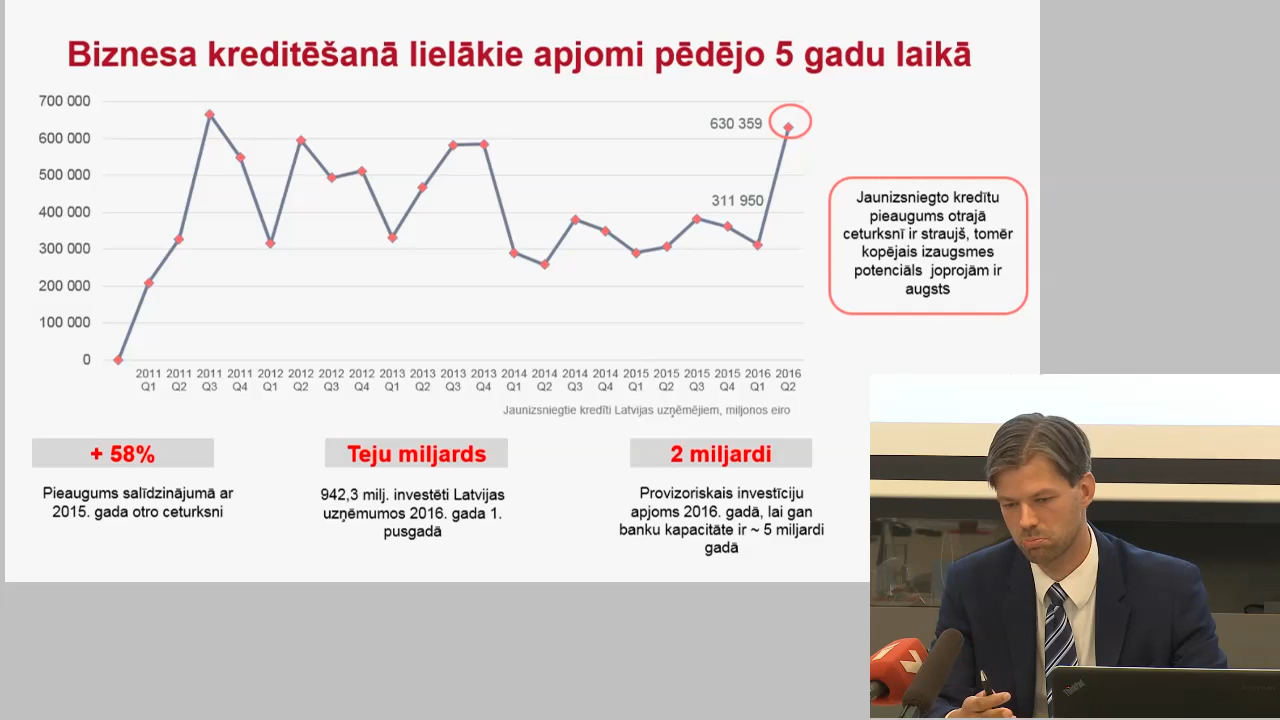 Biznesa kreditēšanā lielākie apjomi pēdējo 5 gadu laikā
700 000
600 000
500 000
400 000
300 000
200 000
100 000
0
630 359
311 950
2011 2011 2011 2011 2012 2012 2012 2012 2013 2013 2013 2013 2014 2014 2014 2014 2015 2015 2015 2015 2016 2016
Q1 Q2 Q3 Q4 Q1 Q2 Q3 Q4 Q1 Q2 Q3 Q4 Q1 Q2 Q3 Q4 Q1 Q2 Q3 Q4 Q1 Q2
Jaunizsniegtie kredīti Latvijas uzņēmējiem, miljonos eiro
Jaunizsniegto kredītu
pieaugums otrajā
ceturksnī ir straujš, tomēr
kopējais izaugsmes
potenciāls joprojām ir
augsts
+ 58%
Pieaugums salīdzinājumā ar
2015. gada otro ceturksni
Teju miljards
942,3 milj. investēti Latvijas
uzņēmumos 2016. gada 1.
pusgadā
2 miljardi
Provizoriskais investīciju
apjoms 2016. gadā, lai gan
banku kapacitāte ir ~ 5 miljardi
gadā
ThinkPad